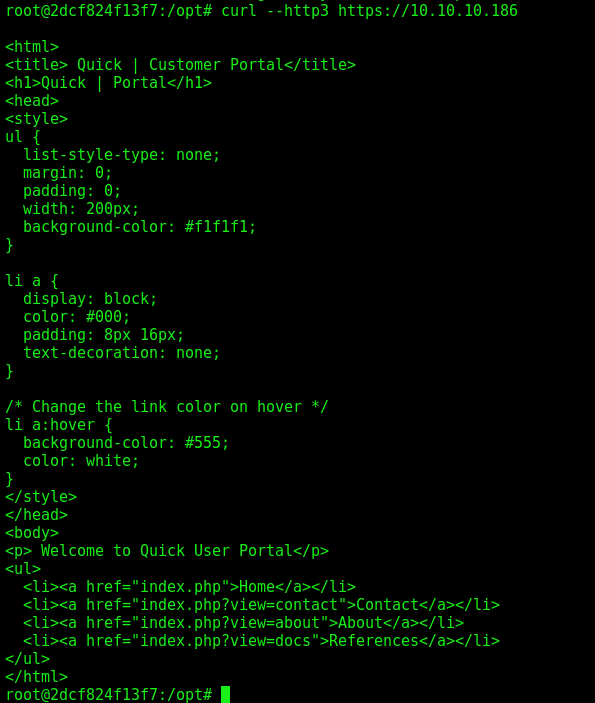 root@2dcf824f13f7:/opt# curl --http3 https://10.10.10.186

<html>
<title> Quick | Customer Portal</title>
<h1>Quick | Portal</h1>
<head>
<style>
ul {
  list-style-type: none;
  margin: 0;
  padding: 0;
  width: 200px;
  background-color: #f1f1f1;
}

li a {
  display: block;
  color: #000;
  padding: 8px 16px;
  text-decoration: none;
}

/* Change the link color on hover */
li a:hover {
  background-color: #555;
  color: white;
}
</style>
</head>
<body>
<p> Welcome to Quick User Portal</p>
<ul>
  <li><a href="index.php">Home</a></li>
  <li><a href="index.php?view=contact">Contact</a></li>
  <li><a href="index.php?view=about">About</a></li>
  <li><a href="index.php?view=docs">References</a></li>
</ul>
</html>
root@2dcf824f13f7:/opt#